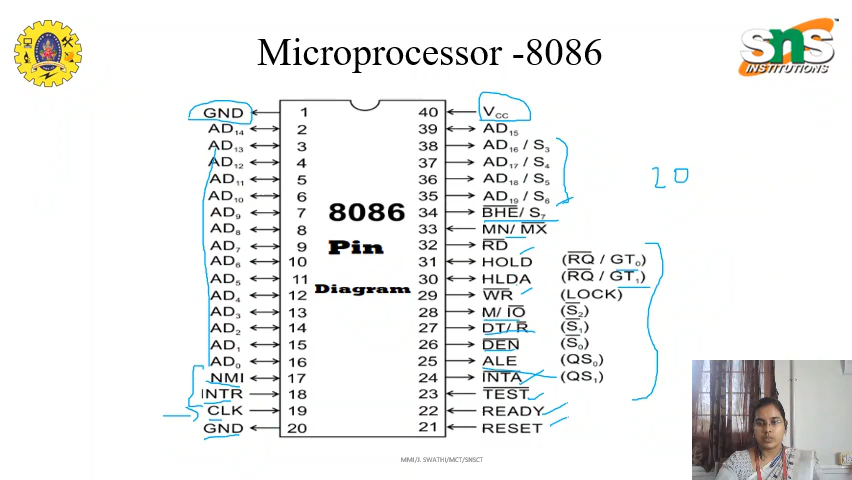 Microprocessor -8086
SNS
INSTITUTIONS
GND 1 40 VCC
AD14 2 39 AD15
AD13 3 38 AD16 / S3
AD12 4 37 AD17 / S4
AD11 5 36 AD18 / S5
AD10 6 35 AD19 / S6
AD9 7 34 BHE/ S7
AD8 8 33 MN/ MX
AD7 9 32 RD
AD6 10 31 HOLD (RQ / GT0)
AD5 11 30 HLDA (RQ / GT1)
AD4 12 29 WR (LOCK)
AD3 13 28 M/ IO (S2)
AD2 14 27 DT/ R (S1)
AD1 15 26 DEN (S0)
AD0 16 25 ALE (QS0)
NMI 17 24 INTA (QS1)
INTR 18 23 TEST
CLK 19 22 READY
GND 20 21 RESET
8086
Pin
Diagram
20
MMI/J. SWATHI/MCT/SNSCT